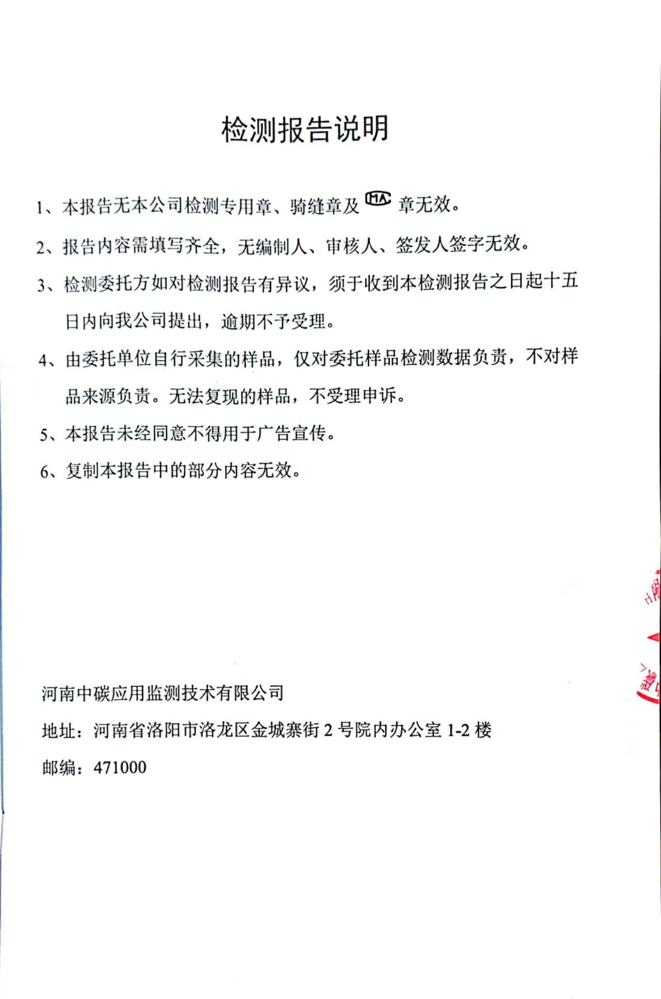 检测报告说明
1、本报告无本公司检测专用章、骑缝章及 MA 章无效。
2、报告内容需填写齐全，无编制人、审核人、签发人签字无效。
3、检测委托方如对检测报告有异议，须于收到本检测报告之日起十五
日内向我公司提出，逾期不予受理。
4、由委托单位自行采集的样品，仅对委托样品检测数据负责，不对样
品来源负责。无法复现的样品，不受理申诉。
5、本报告未经同意不得用于广告宣传。
6、复制本报告中的部分内容无效。
河南中碳应用监测技术有限公司
地址：河南省洛阳市洛龙区金城寨街 2 号院内办公室 1-2 楼
邮编：471000